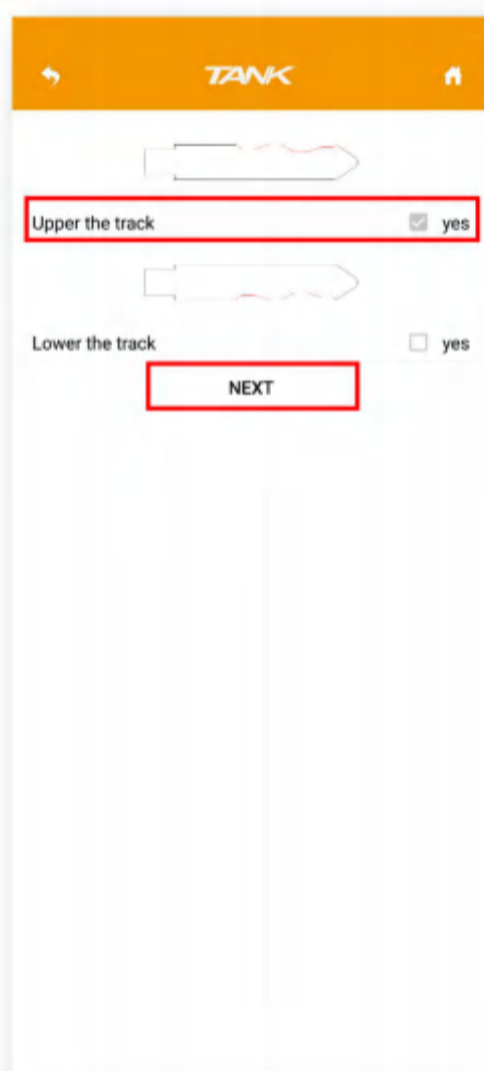 TANK
Upper the track yes
Lower the track yes
NEXT